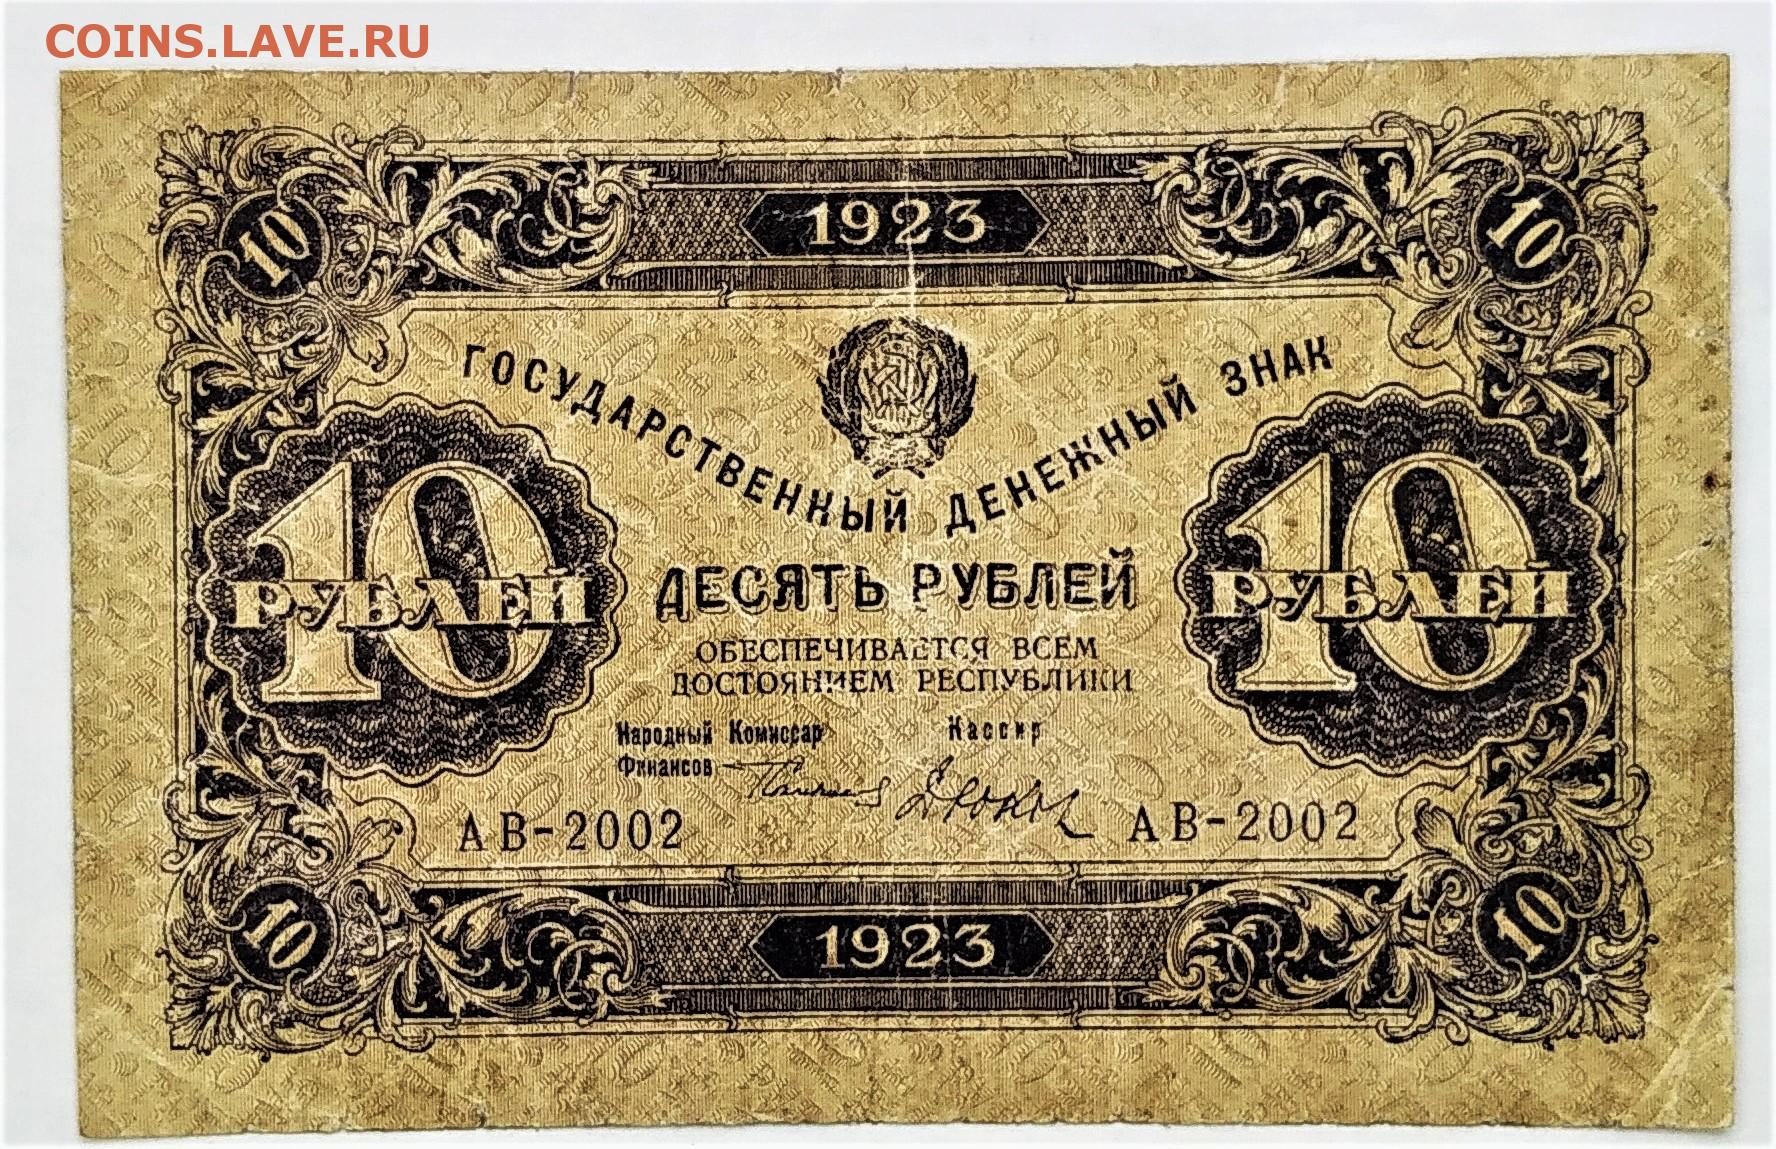 COINS.LAVE.RU
1923
10 10
ГОСУДАРСТВЕННЫЙ ДЕНЕЖНЫЙ ЗНАК
10 РУБЛЕЙ
ДЕСЯТЬ РУБЛЕЙ
10 РУБЛЕЙ
ОБЕСПЕЧИВАЕТСЯ ВСЕМ
ДОСТОЯНИЕМ РЕСПУБЛИКИ
Народный Комиссар
Финансов
Кассир
АВ-2002 АВ-2002
10 10
1923